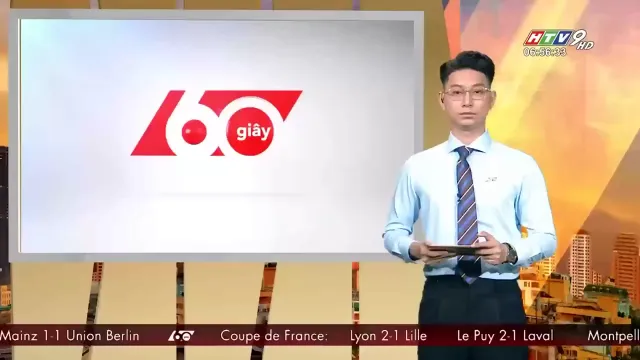 HTV9 HD
06:56:33
60 giây
Mainz 1-1 Union Berlin 60 Coupe de France: Lyon 2-1 Lille Le Puy 2-1 Laval Montpell